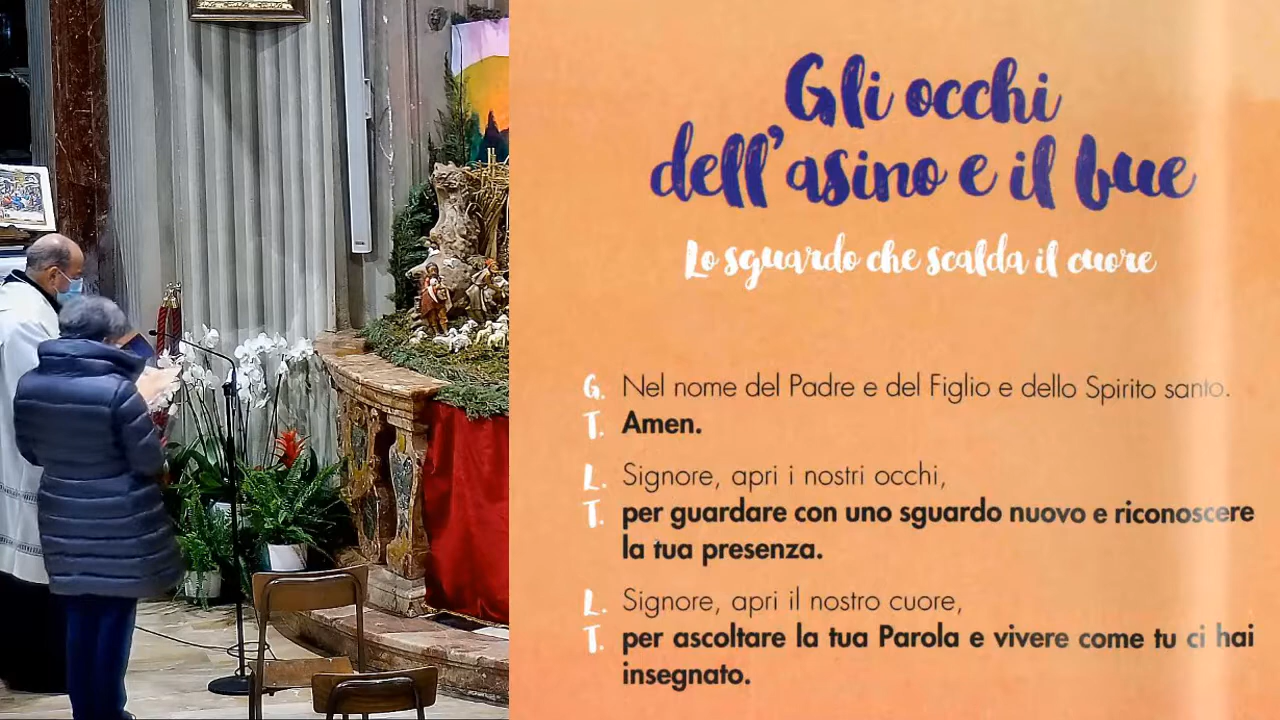 Gli occhi
dell'asino e il bue
Lo sguardo che scalda il cuore
G. Nel nome del Padre e del Figlio e dello Spirito santo.
T. Amen.
L. Signore, apri i nostri occhi,
T. per guardare con uno sguardo nuovo e riconoscere
la tua presenza.
L. Signore, apri il nostro cuore,
T. per ascoltare la tua Parola e vivere come tu ci hai
insegnato.